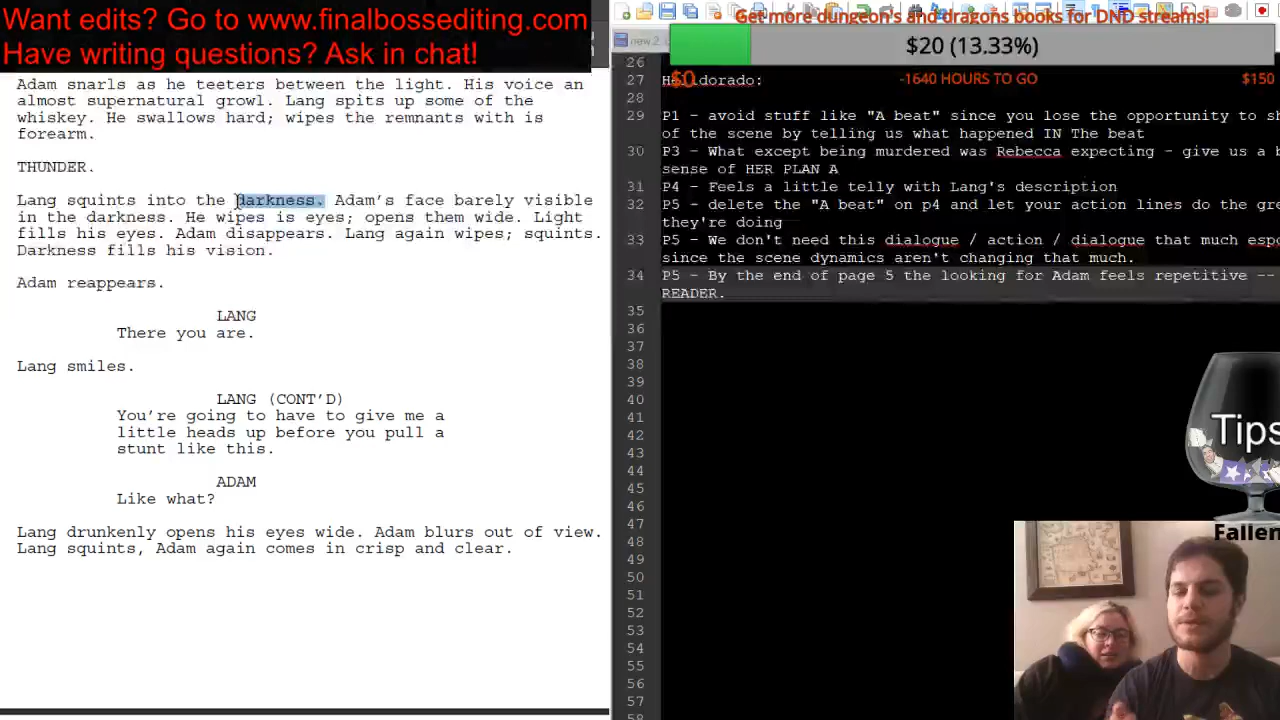 Want edits? Go to www.finalbossediting.com
Have writing questions? Ask in chat!
Adam snarls as he teeters between the light. His voice an
almost supernatural growl. Lang spits up some of the
whiskey. He swallows hard; wipes the remnants with is
forearm.
THUNDER.
Lang squints into the darkness. Adam's face barely visible
in the darkness. He wipes is eyes; opens them wide. Light
fills his eyes. Adam disappears. Lang again wipes; squints.
Darkness fills his vision.
Adam reappears.
LANG
There you are.
Lang smiles.
LANG (CONT'D)
You're going to have to give me a
little heads up before you pull a
stunt like this.
ADAM
Like what?
Lang drunkenly opens his eyes wide. Adam blurs out of view.
Lang squints, Adam again comes in crisp and clear.
Get more dungeon's and dragons books for DND streams!
new 2
$20 (13.33%)
$0
-1640 HOURS TO GO
$150
26
27
28
29 P1 - avoid stuff like "A beat" since you lose the opportunity to
of the scene by telling us what happened IN The beat
30 P3 - What except being murdered was Rebecca expecting - give us a
sense of HER PLAN A
31 P4 - Feels a little telly with Lang's description
32 P5 - delete the "A beat" on p4 and let your action lines do the
they're doing
33 P5 - We don't need this dialogue / action / dialogue that much
since the scene dynamics aren't changing that much.
34 P5 - By the end of page 5 the looking for Adam feels repetitive --
READER.
35
36
37
38
39
40
41
42
43
44
45
46
47
48
49
50
51
52
53
54
55
56
57
58
Tips
Fallen